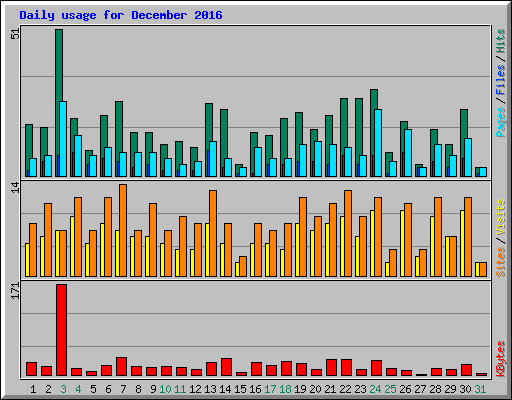 Daily usage for December 2016
51
Pages / Files / Hits
14
Sites / Visits
171
KBytes
1 2 3 4 5 6 7 8 9 10 11 12 13 14 15 16 17 18 19 20 21 22 23 24 25 26 27 28 29 30 31